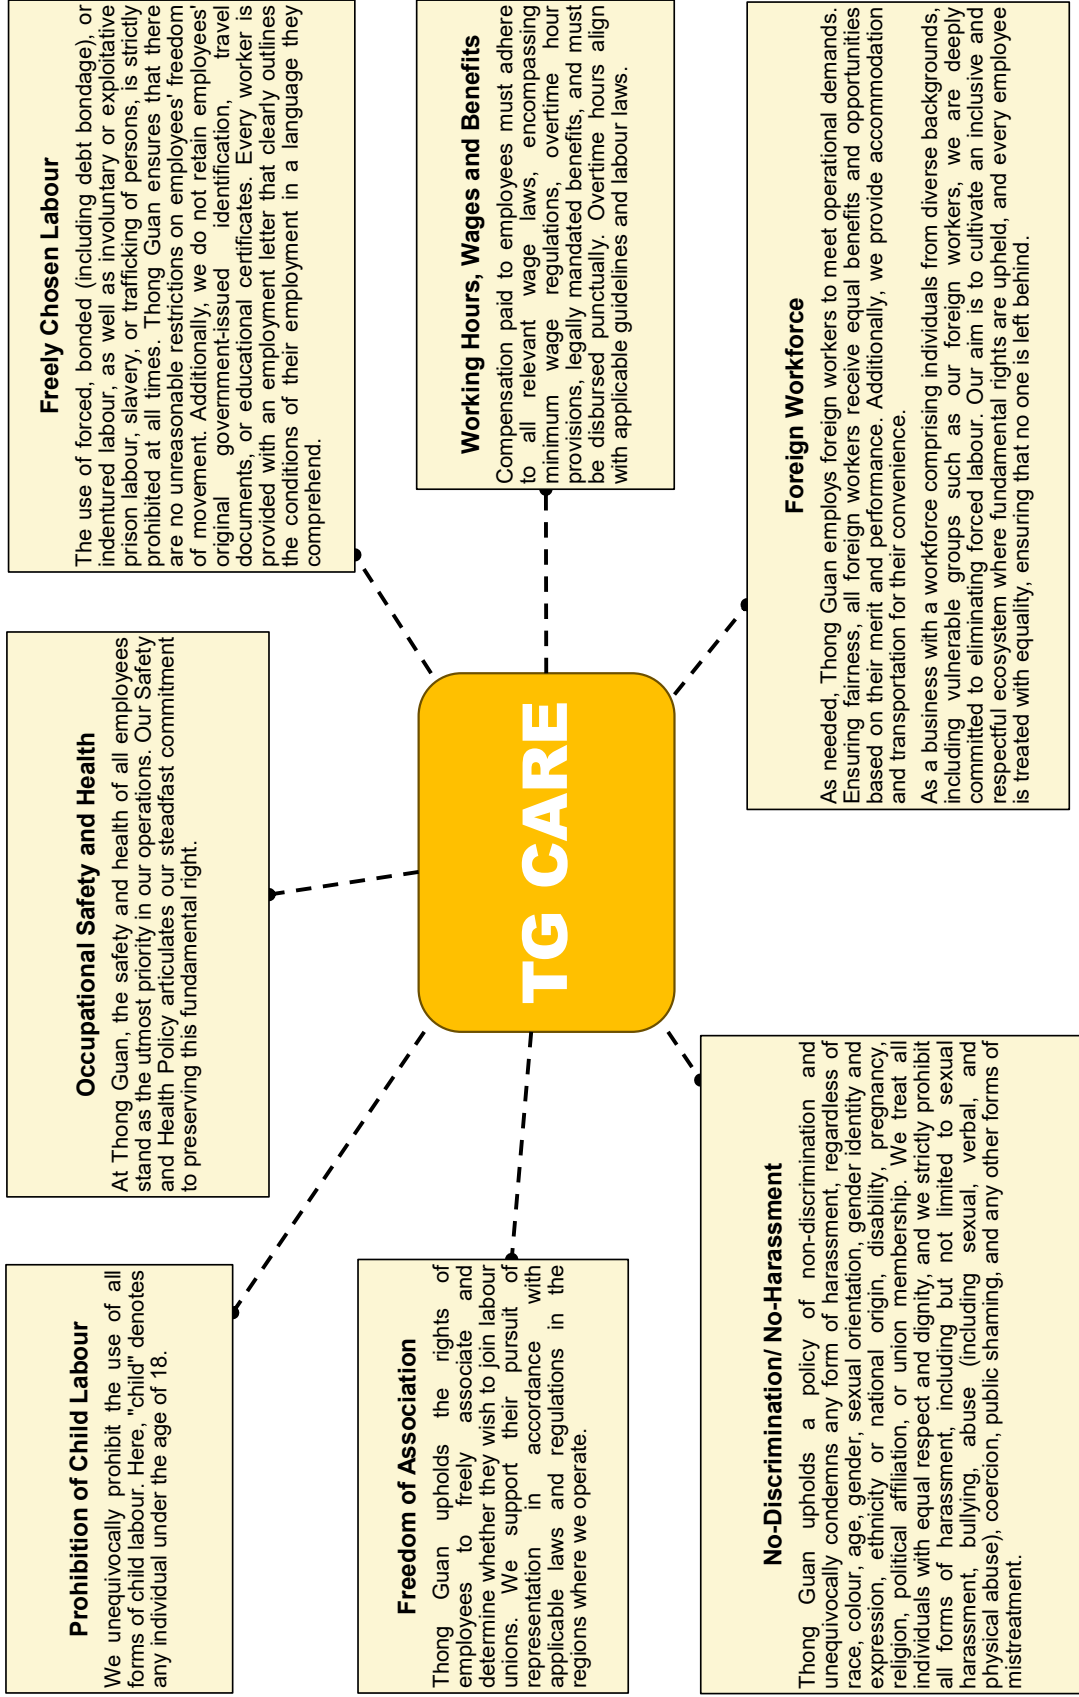 Prohibition of Child Labour
We unequivocally prohibit the use of all
forms of child labour. Here, "child" denotes
any individual under the age of 18.
Occupational Safety and Health
At Thong Guan, the safety and health of all employees
stand as the utmost priority in our operations. Our Safety
and Health Policy articulates our steadfast commitment
to preserving this fundamental right.
Freely Chosen Labour
The use of forced, bonded (including debt bondage), or
indentured labour, as well as involuntary or exploitative
prison labour, slavery, or trafficking of persons, is strictly
prohibited at all times. Thong Guan ensures that there
are no unreasonable restrictions on employees' freedom
of movement. Additionally, we do not retain employees'
original government-issued identification, travel
documents, or educational certificates. Every worker is
provided with an employment letter that clearly outlines
the conditions of their employment in a language they
comprehend.
Freedom of Association
Thong Guan upholds the rights of
employees to freely associate and
determine whether they wish to join labour
unions. We support their pursuit of
representation in accordance with
applicable laws and regulations in the
regions where we operate.
TG CARE
Working Hours, Wages and Benefits
Compensation paid to employees must adhere
to all relevant wage laws, encompassing
minimum wage regulations, overtime hour
provisions, legally mandated benefits, and must
be disbursed punctually. Overtime hours align
with applicable guidelines and labour laws.
No-Discrimination/ No-Harassment
Thong Guan upholds a policy of non-discrimination and
unequivocally condemns any form of harassment, regardless of
race, colour, age, gender, sexual orientation, gender identity and
expression, ethnicity or national origin, disability, pregnancy,
religion, political affiliation, or union membership. We treat all
individuals with equal respect and dignity, and we strictly prohibit
all forms of harassment, including but not limited to sexual
harassment, bullying, abuse (including sexual, verbal, and
physical abuse), coercion, public shaming, and any other forms of
mistreatment.
Foreign Workforce
As needed, Thong Guan employs foreign workers to meet operational demands.
Ensuring fairness, all foreign workers receive equal benefits and opportunities
based on their merit and performance. Additionally, we provide accommodation
and transportation for their convenience.
As a business with a workforce comprising individuals from diverse backgrounds,
including vulnerable groups such as our foreign workers, we are deeply
committed to eliminating forced labour. Our aim is to cultivate an inclusive and
respectful ecosystem where fundamental rights are upheld, and every employee
is treated with equality, ensuring that no one is left behind.